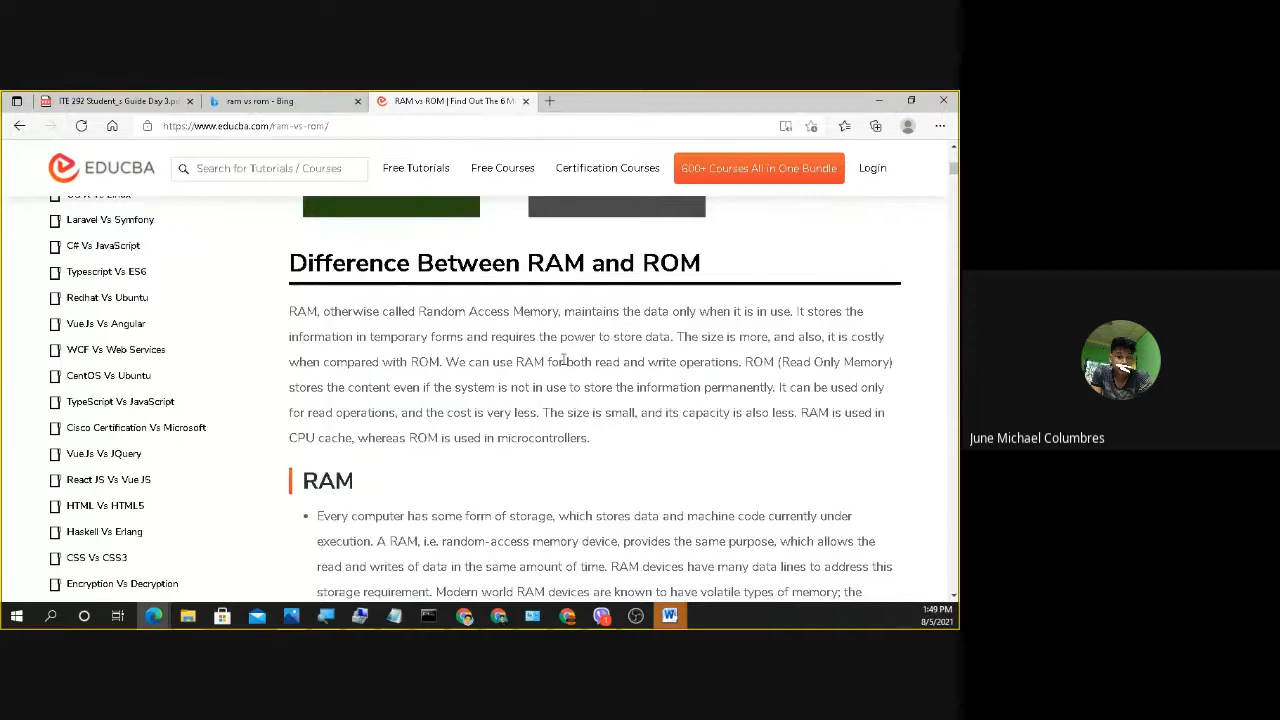 ITE 292 Student_s Guide Day 3.pd
ram vs rom - Bing
RAM vs ROM | Find Out The 6 M
https://www.educba.com/ram-vs-rom/
EDUCBA
Search for Tutorials / Courses
Free Tutorials
Free Courses
Certification Courses
600+ Courses All in One Bundle
Login
Laravel Vs Symfony
C# Vs JavaScript
Typescript Vs ES6
Redhat Vs Ubuntu
Vue.Js Vs Angular
WCF Vs Web Services
CentOS Vs Ubuntu
TypeScript Vs JavaScript
Cisco Certification Vs Microsoft
Vue.Js Vs JQuery
React JS Vs Vue JS
HTML Vs HTML5
Haskell Vs Erlang
CSS Vs CSS3
Encryption Vs Decryption
Difference Between RAM and ROM
RAM, otherwise called Random Access Memory, maintains the data only when it is in use. It stores the
information in temporary forms and requires the power to store data. The size is more, and also, it is costly
when compared with ROM. We can use RAM for both read and write operations. ROM (Read Only Memory)
stores the content even if the system is not in use to store the information permanently. It can be used only
for read operations, and the cost is very less. The size is small, and its capacity is also less. RAM is used in
CPU cache, whereas ROM is used in microcontrollers.
RAM
Every computer has some form of storage, which stores data and machine code currently under
execution. A RAM, i.e. random-access memory device, provides the same purpose, which allows the
read and writes of data in the same amount of time. RAM devices have many data lines to address this
storage requirement. Modern world RAM devices are known to have volatile types of memory; the
1:49 PM
8/5/2021
June Michael Columbres